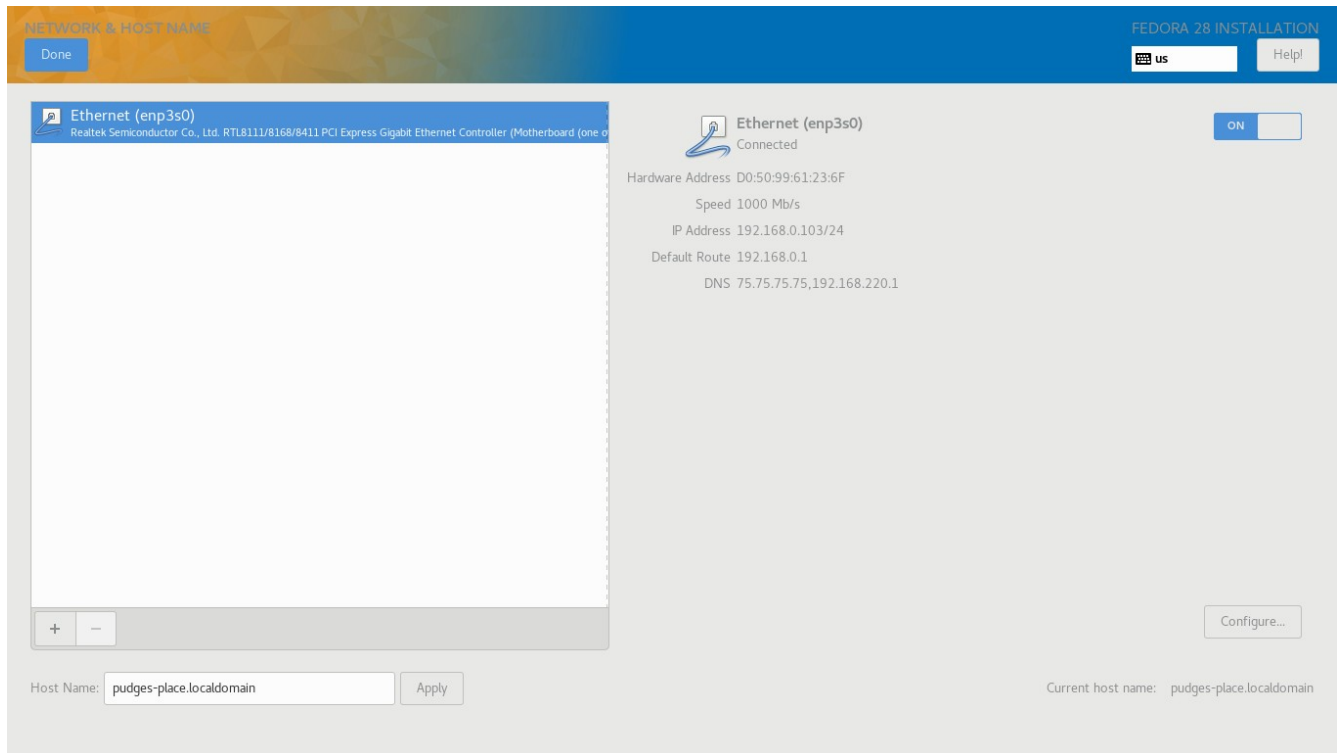 NETWORK & HOST NAME
FEDORA 28 INSTALLATION
Done
us
Help!
Ethernet (enp3s0)
Realtek Semiconductor Co., Ltd. RTL8111/8168/8411 PCI Express Gigabit Ethernet Controller (Motherboard (one o
Ethernet (enp3s0)
Connected
ON
Hardware Address D0:50:99:61:23:6F
Speed 1000 Mb/s
IP Address 192.168.0.103/24
Default Route 192.168.0.1
DNS 75.75.75.75,192.168.220.1
+ −
Configure...
Host Name: pudges-place.localdomain Apply
Current host name: pudges-place.localdomain